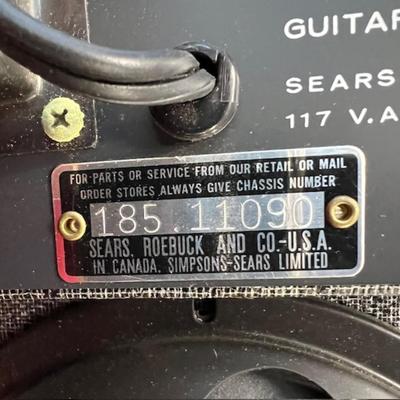 GUITAR
SEARS
117 V.A
FOR PARTS OR SERVICE FROM OUR RETAIL OR MAIL
ORDER STORES, ALWAYS GIVE CHASSIS NUMBER
185.11090
SEARS, ROEBUCK AND CO.-U.S.A.
IN CANADA, SIMPSONS-SEARS LIMITED